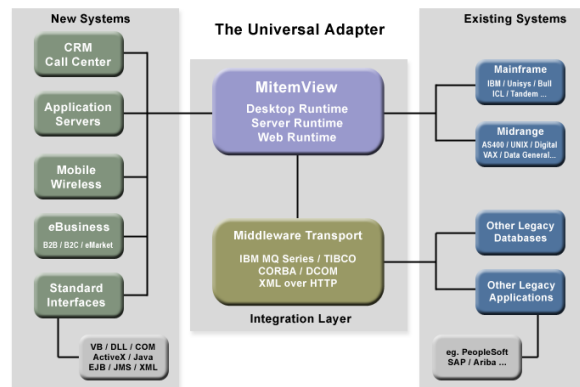 New Systems
CRM
Call Center
Application
Servers
Mobile
Wireless
eBusiness
B2B / B2C / eMarket
Standard
Interfaces
VB / DLL / COM
ActiveX / Java
EJB / JMS / XML
The Universal Adapter
MitemView
Desktop Runtime
Server Runtime
Web Runtime
Middleware Transport
IBM MQ Series / TIBCO
CORBA / DCOM
XML over HTTP
Integration Layer
Existing Systems
Mainframe
IBM / Unisys / Bull
ICL / Tandem ...
Midrange
AS400 / UNIX / Digital
VAX / Data General...
Other Legacy
Databases
Other Legacy
Applications
eg. PeopleSoft
SAP / Ariba ...